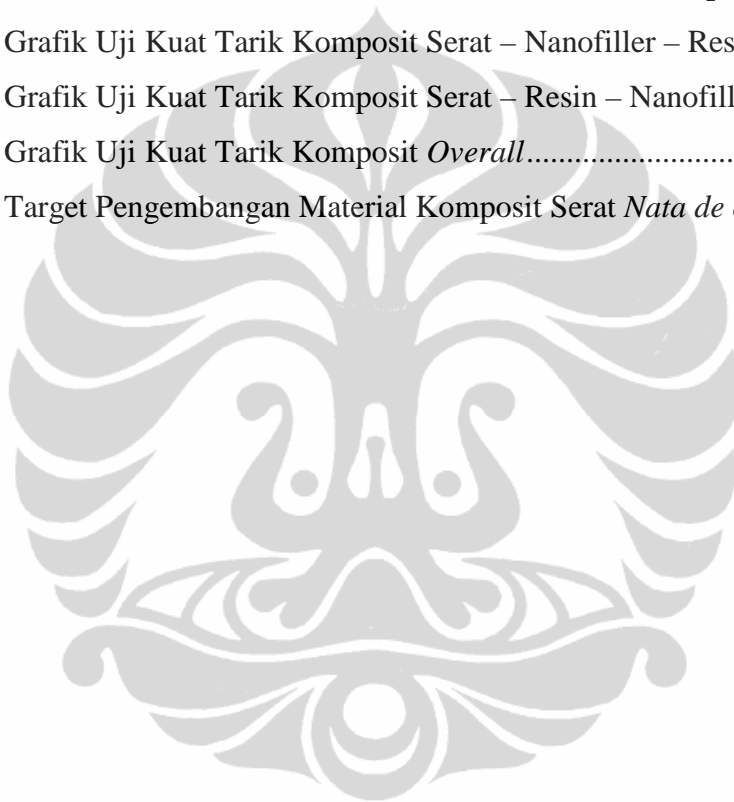 Grafik Uji Kuat Tarik Komposit Serat – Nanofiller – Res
Grafik Uji Kuat Tarik Komposit Serat – Resin – Nanofill
Grafik Uji Kuat Tarik Komposit Overall...........................
Target Pengembangan Material Komposit Serat Nata de